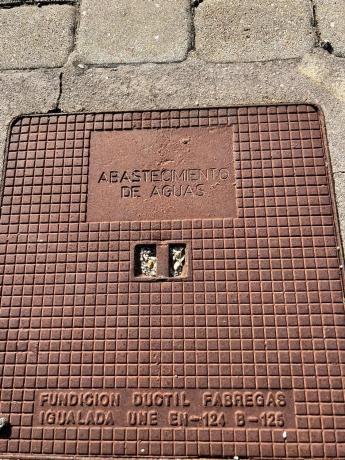 ABASTECIMIENTO
DE AGUAS
FUNDICION DUCTIL FABREGAS
IGUALADA UNE EN-124 B-125